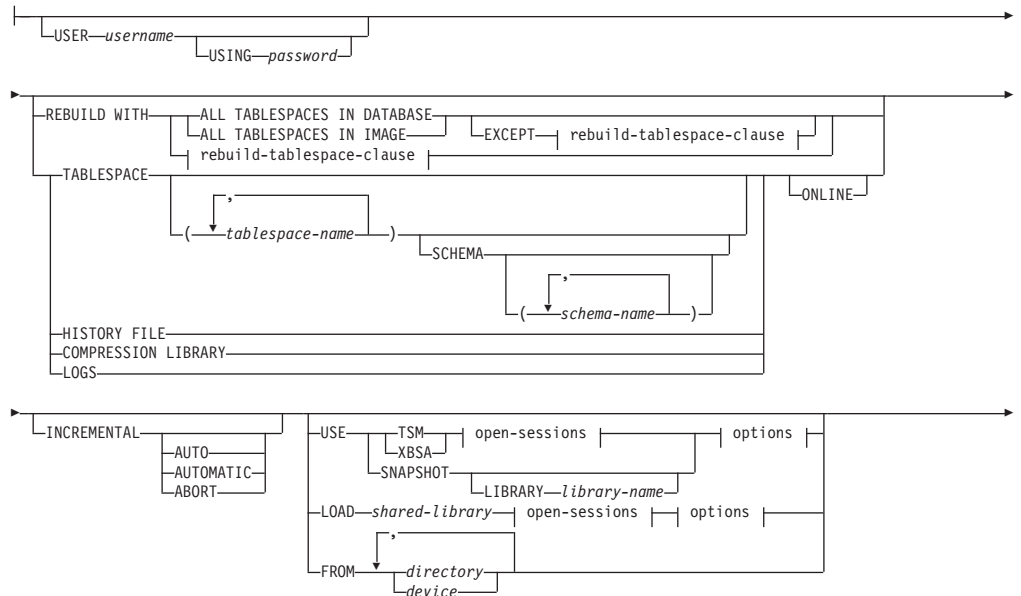 USER username
USING password
REBUILD WITH ALL TABLESPACES IN DATABASE
ALL TABLESPACES IN IMAGE EXCEPT rebuild-tablespace-clause
rebuild-tablespace-clause
TABLESPACE
ONLINE
,
( tablespace-name )
SCHEMA
,
( schema-name )
HISTORY FILE
COMPRESSION LIBRARY
LOGS
INCREMENTAL
AUTO
AUTOMATIC
ABORT
USE TSM open-sessions options
XBSA
SNAPSHOT
LIBRARY library-name
LOAD shared-library open-sessions options
,
FROM directory
device